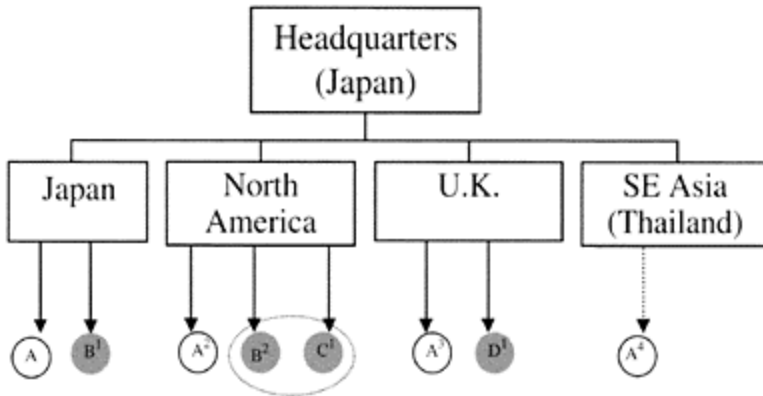 Headquarters
(Japan)
Japan
North
America
U.K.
SE Asia
(Thailand)
A
B¹
A²
B²
C¹
A³
D¹
A⁴